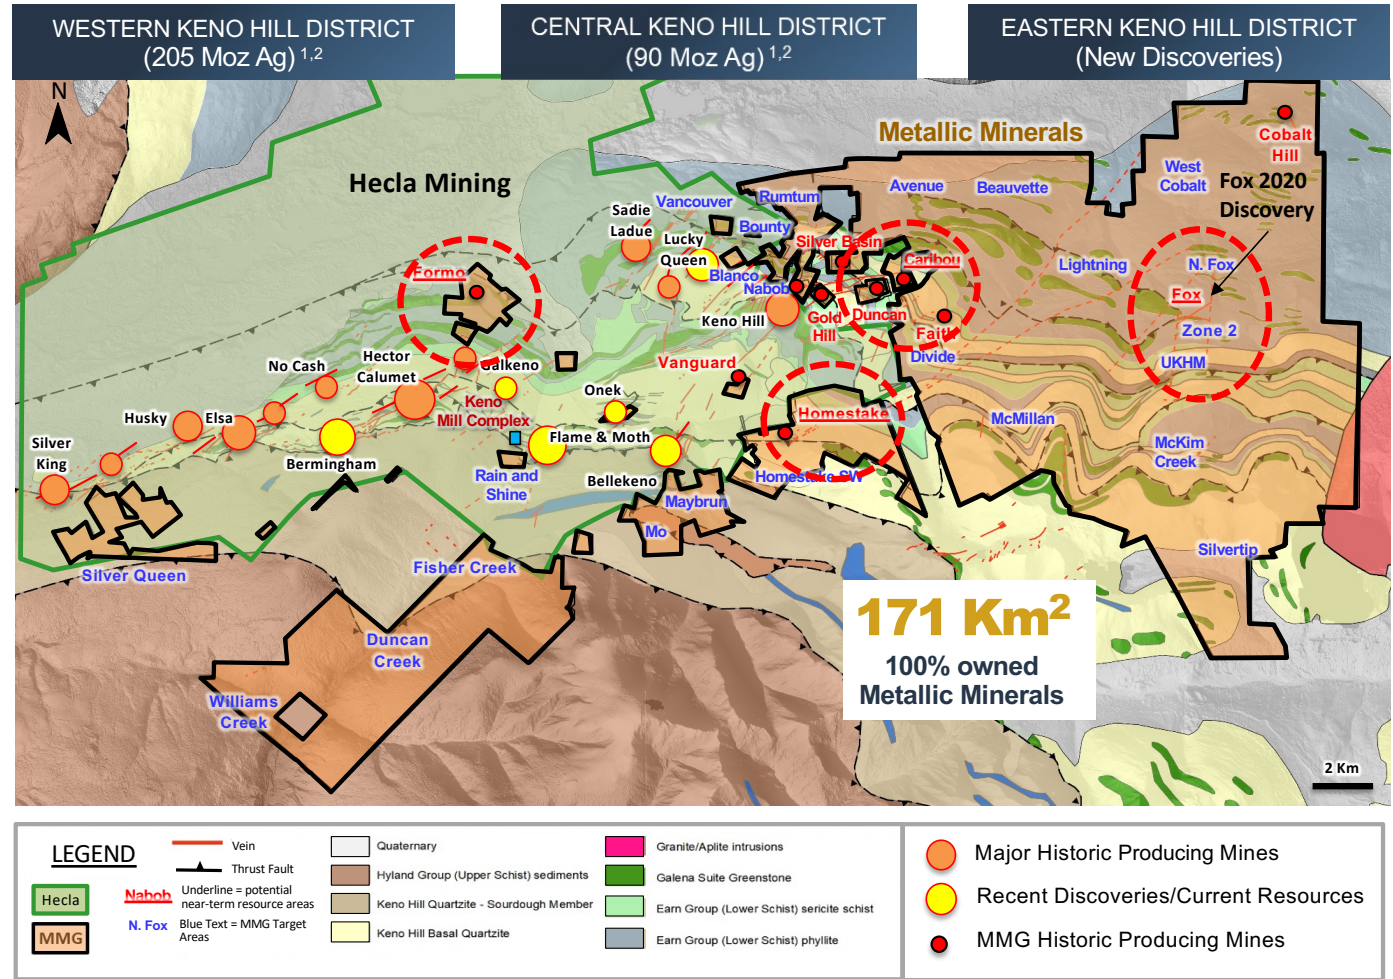 WESTERN KENO HILL DISTRICT
(205 Moz Ag) 1,2
CENTRAL KENO HILL DISTRICT
(90 Moz Ag) 1,2
EASTERN KENO HILL DISTRICT
(New Discoveries)
N
Hecla Mining
Metallic Minerals
Cobalt
Hill
West
Cobalt
Fox 2020
Discovery
Avenue
Beauvette
Rumtum
Vancouver
Sadie
Ladue
Bounty
Lucky
Queen
Silver Basin
Caribou
Blanco
Nabob
Lightning
N. Fox
Fox
Formo
Keno Hill
Gold
Hill
Duncan
Faith
Divide
Zone 2
UKHM
No Cash
Hector
Calumet
Galkeno
Vanguard
Keno
Mill Complex
Onek
Homestake
McMillan
Husky
Elsa
Flame & Moth
McKim
Creek
Silver
King
Bermingham
Rain and
Shine
Bellekeno
Homestake SW
Maybrun
Mo
Silvertip
Silver Queen
Fisher Creek
171 Km2
100% owned
Metallic Minerals
Duncan
Creek
Williams
Creek
2 Km
LEGEND
Hecla
MMG
Vein
Thrust Fault
Nabob
Underline = potential
near-term resource areas
N. Fox
Blue Text = MMG Target
Areas
Quaternary
Hyland Group (Upper Schist) sediments
Keno Hill Quartzite - Sourdough Member
Keno Hill Basal Quartzite
Granite/Aplite intrusions
Galena Suite Greenstone
Earn Group (Lower Schist) sericite schist
Earn Group (Lower Schist) phyllite
Major Historic Producing Mines
Recent Discoveries/Current Resources
MMG Historic Producing Mines